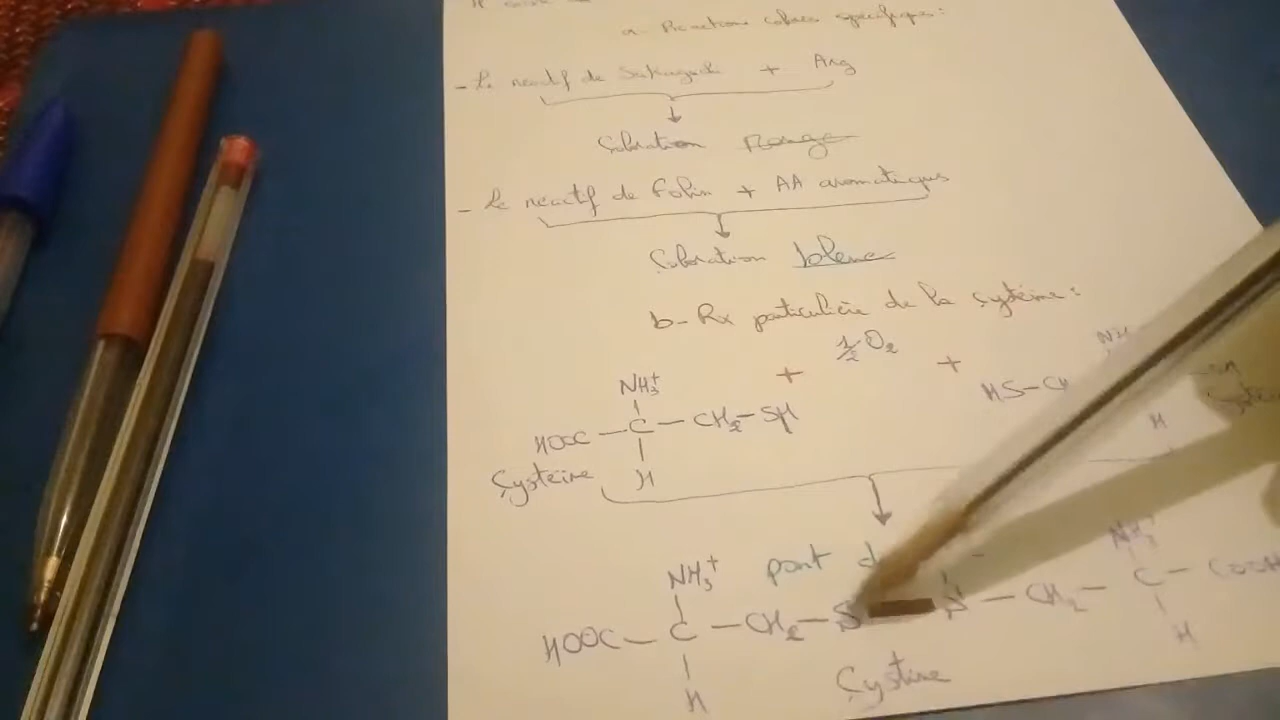 a. Réactions colorées spécifiques:
- Le réactif de Sakaguchi + Arg
Coloration Rouge
- Le réactif de Folin + AA aromatiques
Coloration bleue
b- Rx particulière de la Cystéine:
1/2 O2
+ +
NH3+ NH
HOOC - C - CH2 - SH HS - CH
H H
Cystéine
pont d
NH3+ NH3+
HOOC - C - CH2 - S S - CH2 - C - COOH
H H
Cystine